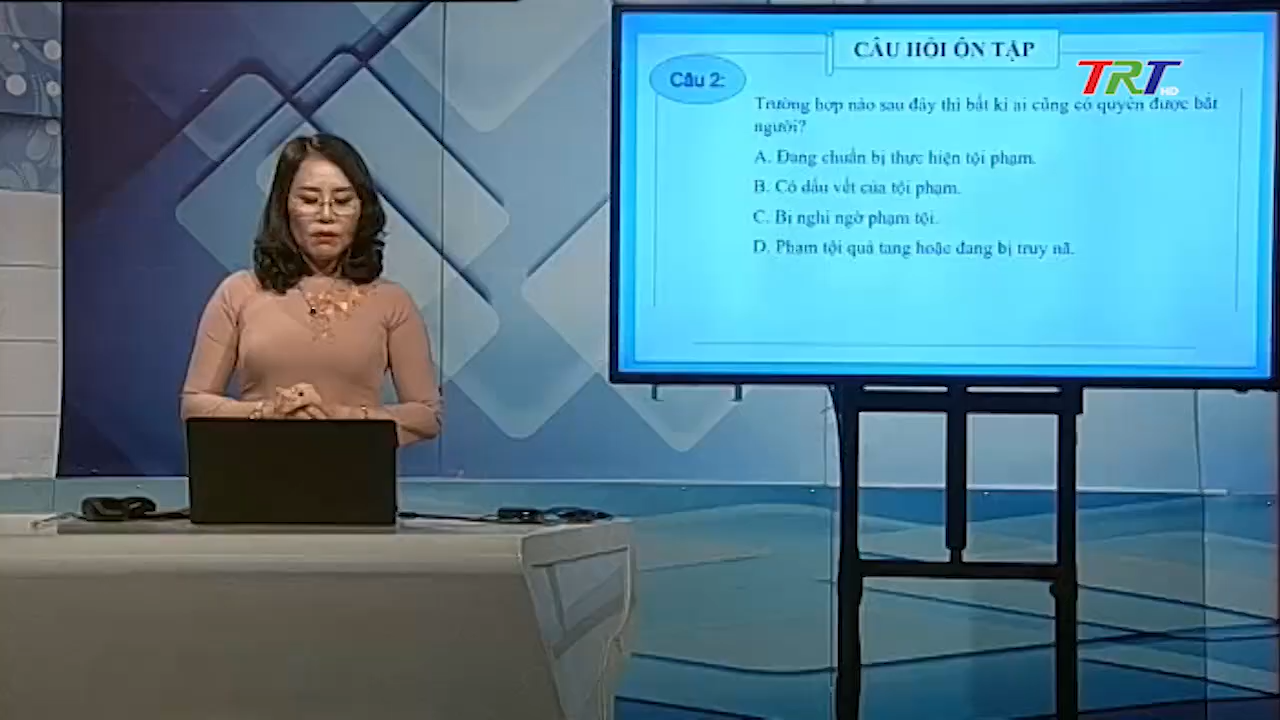 CÂU HỎI ÔN TẬP
TRT HD
Câu 2:
Trường hợp nào sau đây thì bất kì ai cũng có quyền được bắt
người?
A. Đang chuẩn bị thực hiện tội phạm.
B. Có dấu vết của tội phạm.
C. Bị nghi ngờ phạm tội.
D. Phạm tội quả tang hoặc đang bị truy nã.